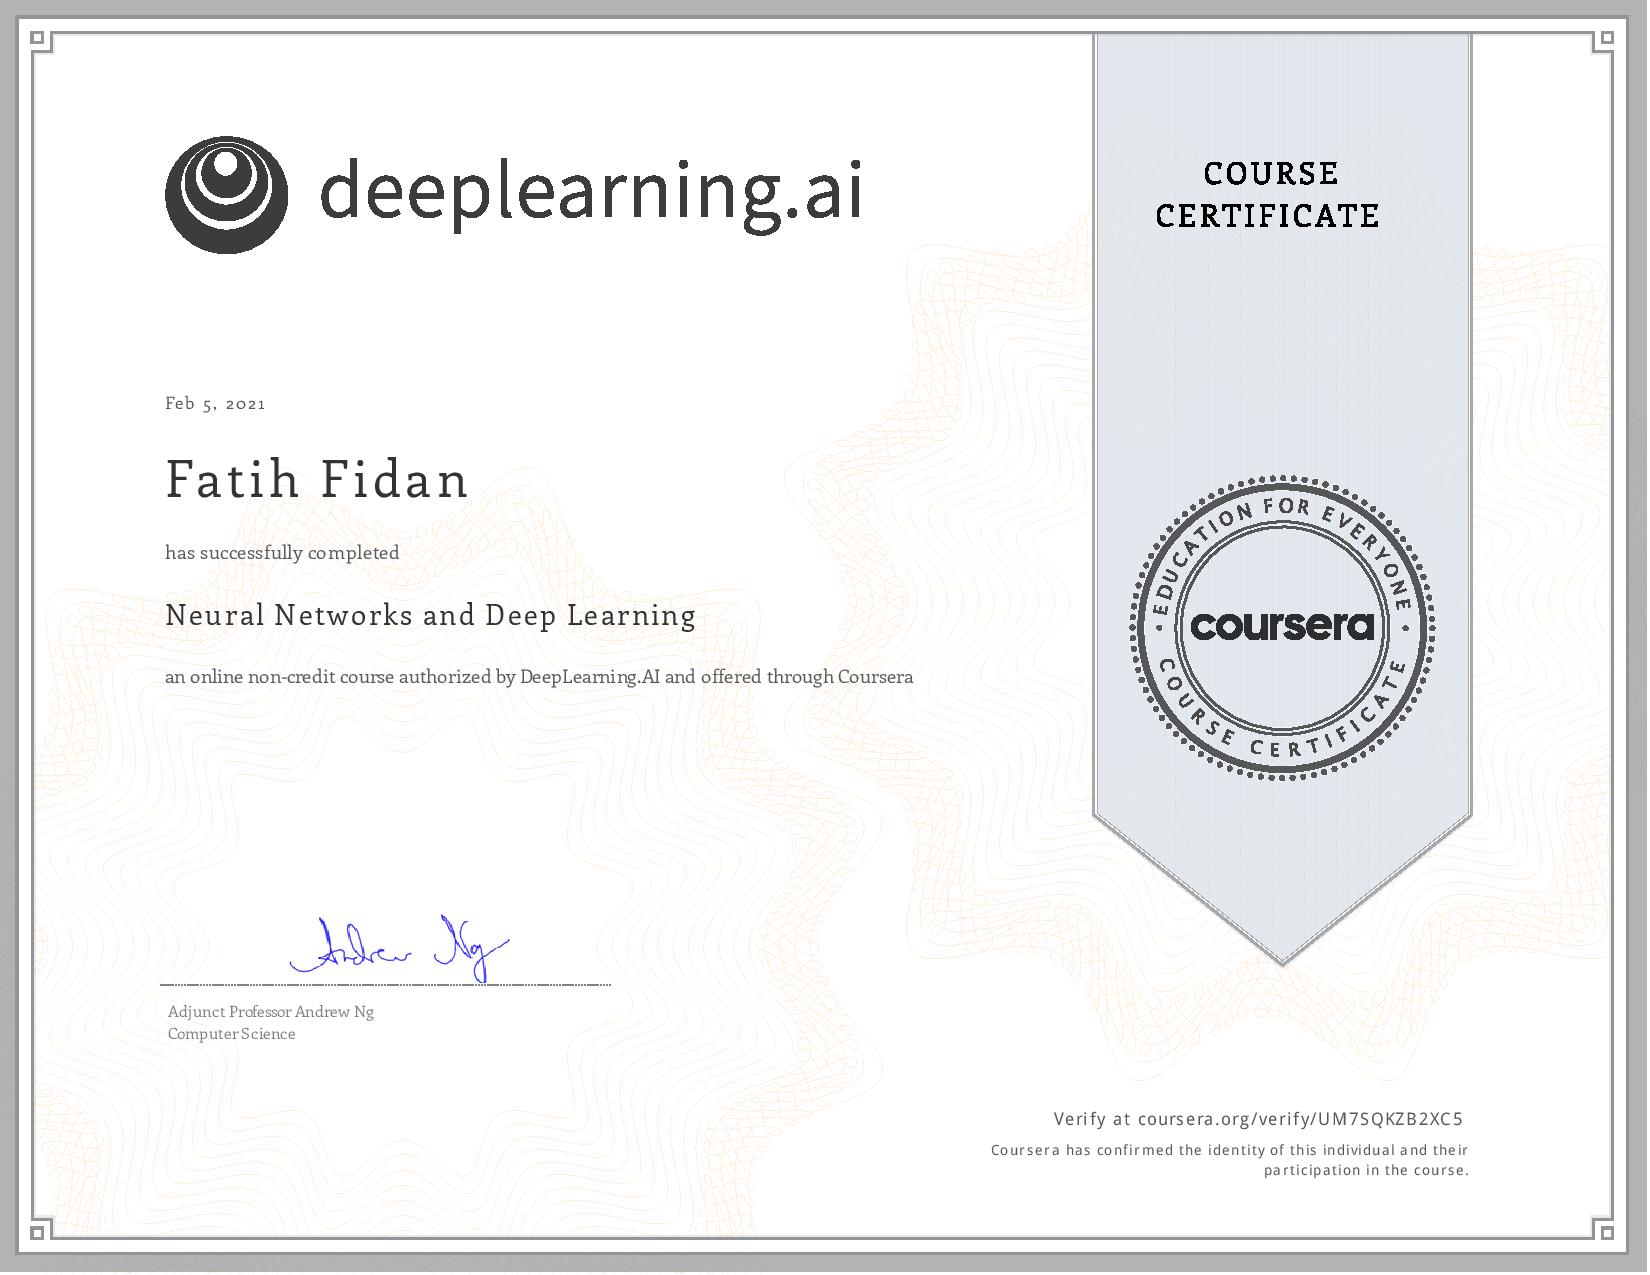 deeplearning.ai
COURSE
CERTIFICATE
Feb 5, 2021
Fatih Fidan
has successfully completed
Neural Networks and Deep Learning
an online non-credit course authorized by DeepLearning.AI and offered through Coursera
EDUCATION FOR EVERYONE
coursera
COURSE CERTIFICATE
Andrew Ng
Adjunct Professor Andrew Ng
Computer Science
Verify at coursera.org/verify/UM7SQKZB2XC5
Coursera has confirmed the identity of this individual and their
participation in the course.